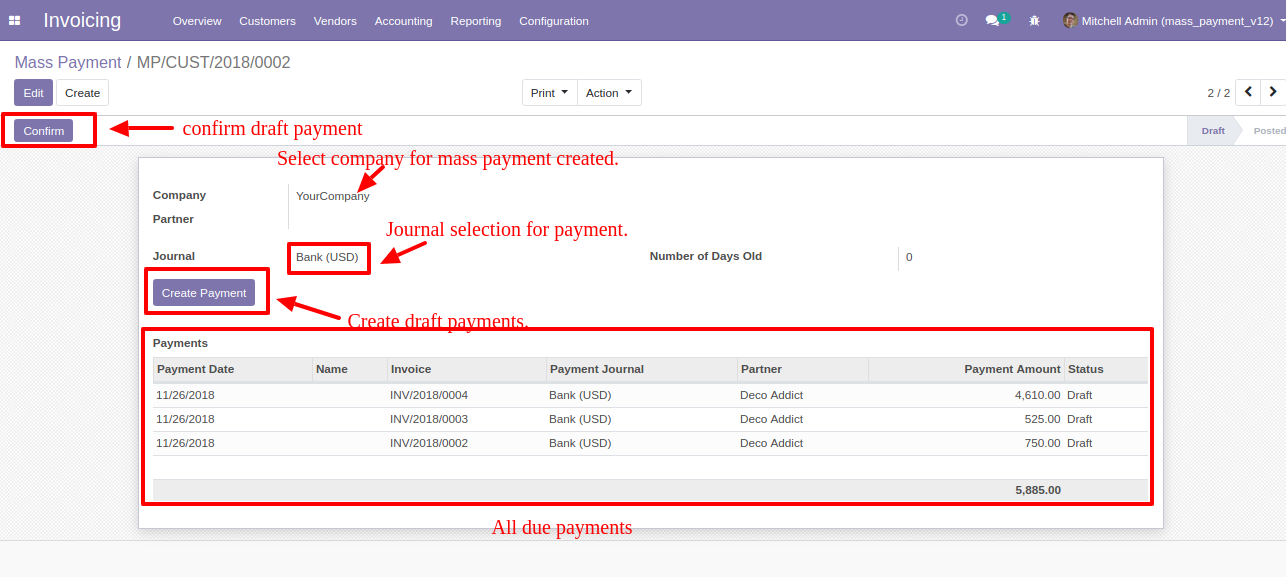 Invoicing Overview Customers Vendors Accounting Reporting Configuration 1 Mitchell Admin (mass_payment_v12)
Mass Payment / MP/CUST/2018/0002
Edit Create Print Action 2 / 2
Confirm confirm draft payment Draft Posted
Select company for mass payment created.
Company YourCompany
Partner
Journal selection for payment.
Journal Bank (USD) Number of Days Old 0
Create Payment
Create draft payments.
Payments
Payment Date Name Invoice Payment Journal Partner Payment Amount Status
11/26/2018 INV/2018/0004 Bank (USD) Deco Addict 4,610.00 Draft
11/26/2018 INV/2018/0003 Bank (USD) Deco Addict 525.00 Draft
11/26/2018 INV/2018/0002 Bank (USD) Deco Addict 750.00 Draft
5,885.00
All due payments